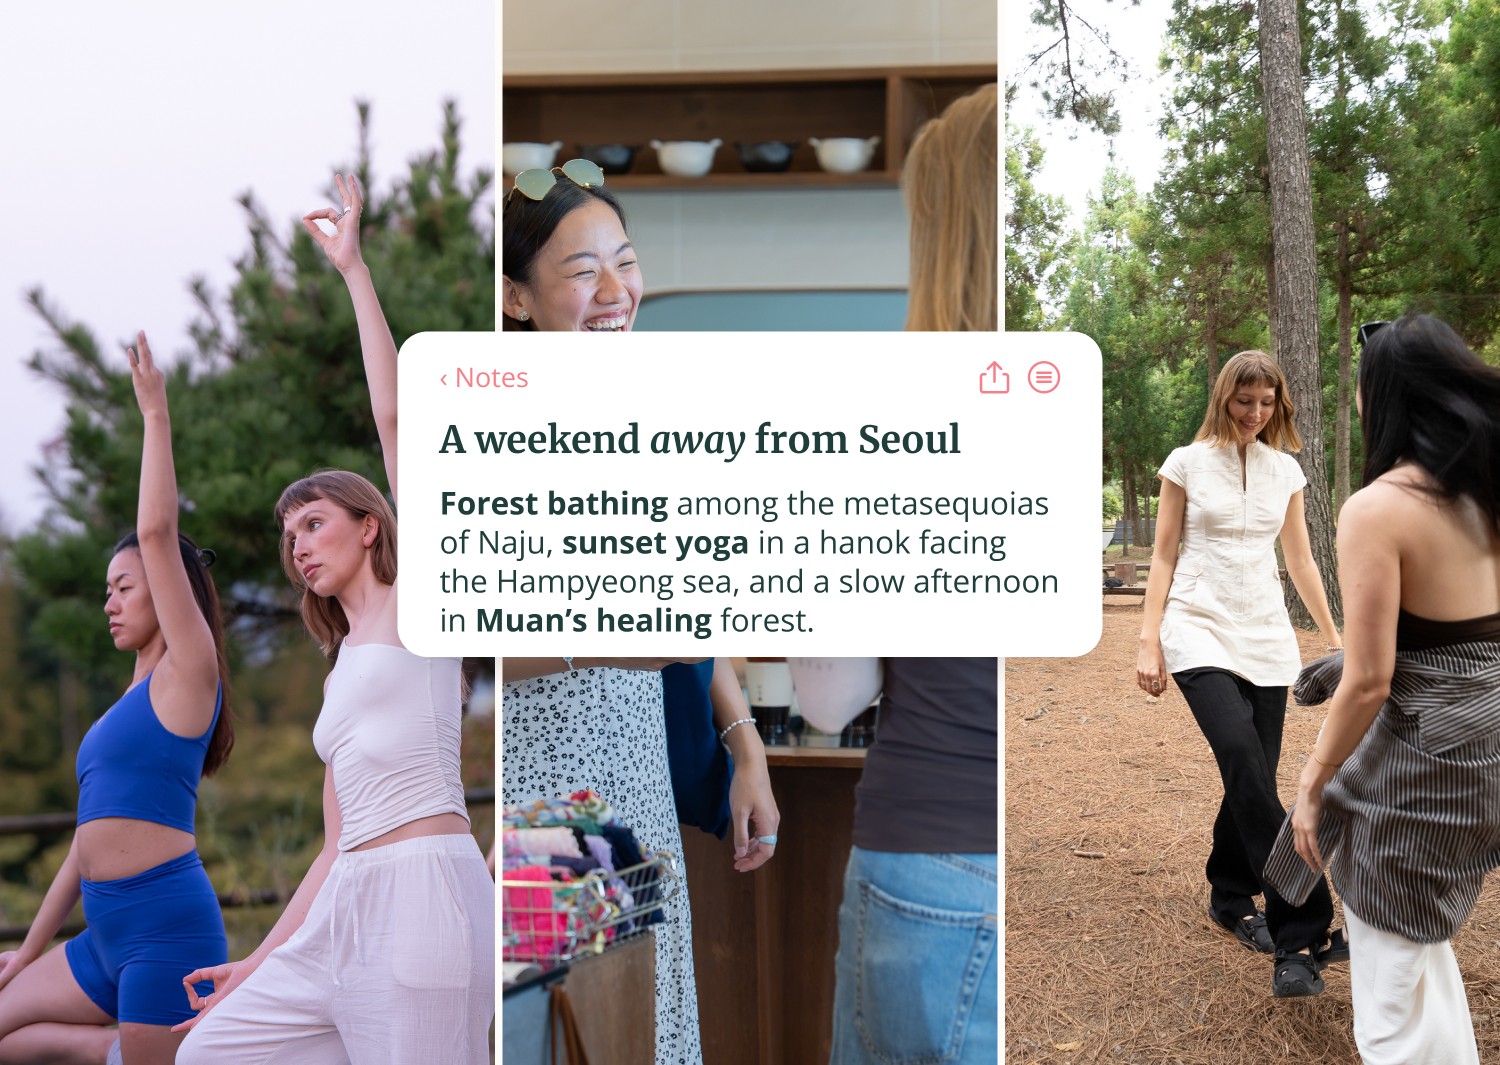 ‹ Notes
A weekend away from Seoul
Forest bathing among the metasequoias
of Naju, sunset yoga in a hanok facing
the Hampyeong sea, and a slow afternoon
in Muan’s healing forest.